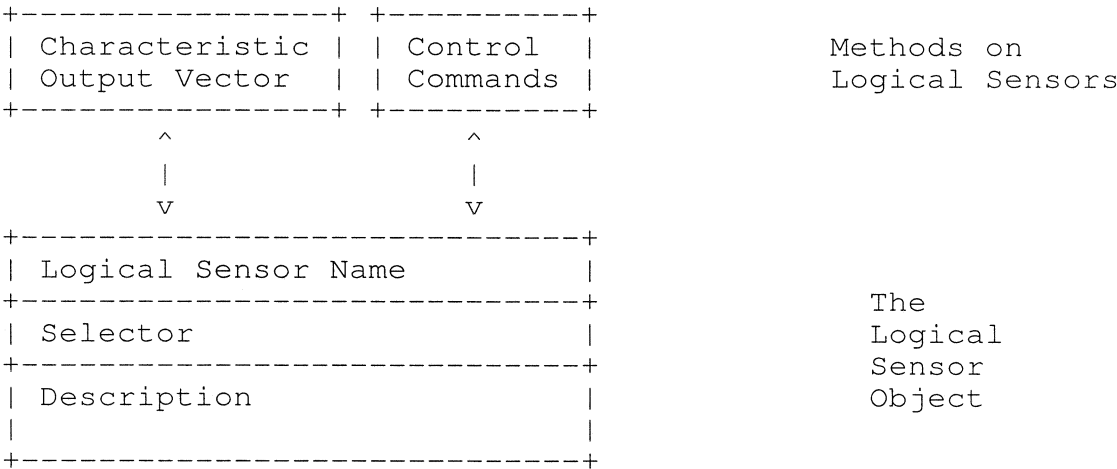 Characteristic
Output Vector
Control
Commands
Methods on
Logical Sensors
Logical Sensor Name
Selector
Description
The
Logical
Sensor
Object